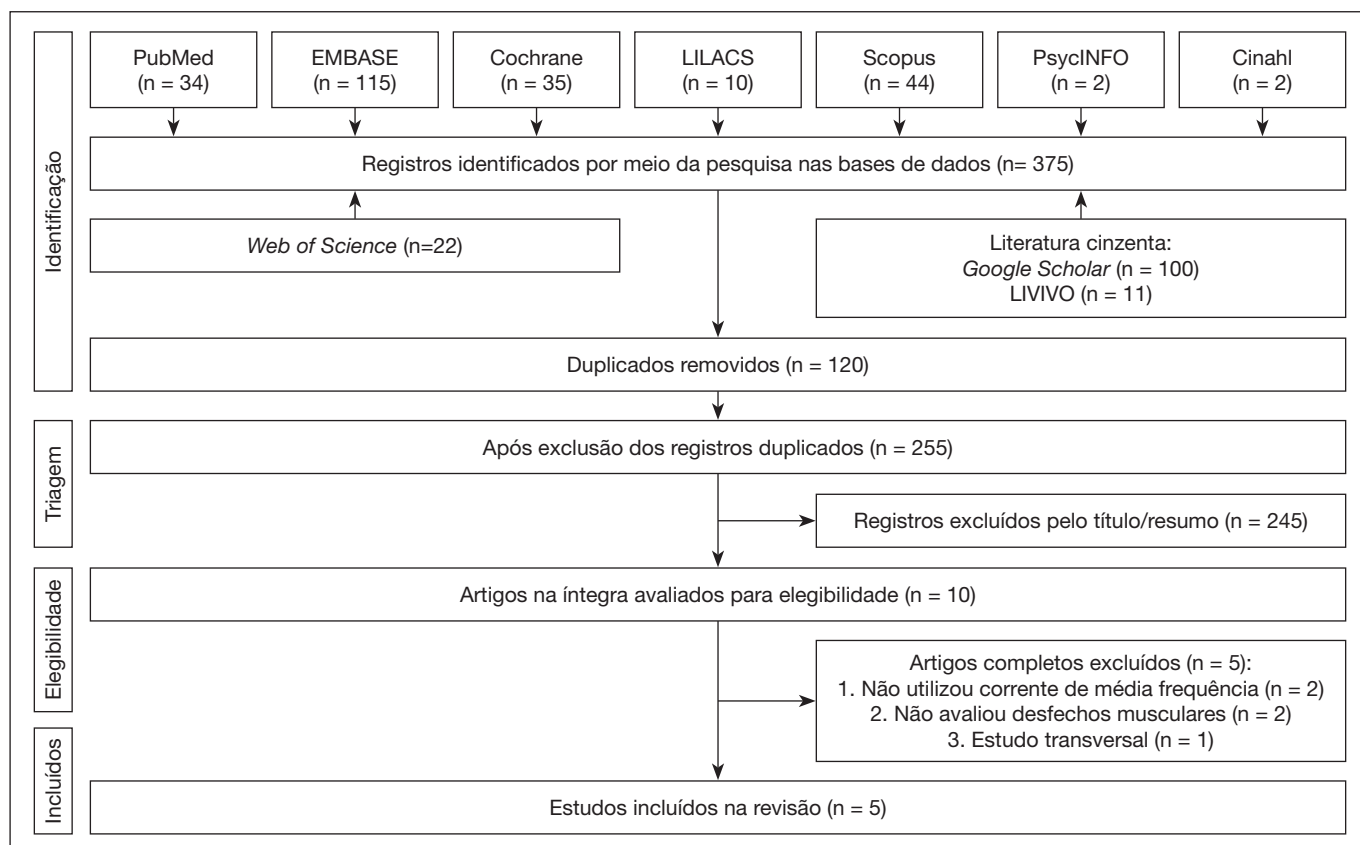 Identificação
PubMed
(n = 34)
EMBASE
(n = 115)
Cochrane
(n = 35)
LILACS
(n = 10)
Scopus
(n = 44)
PsycINFO
(n = 2)
Cinahl
(n = 2)
Registros identificados por meio da pesquisa nas bases de dados (n= 375)
Web of Science (n=22)
Literatura cinzenta:
Google Scholar (n = 100)
LIVIVO (n = 11)
Duplicados removidos (n = 120)
Triagem
Após exclusão dos registros duplicados (n = 255)
Registros excluídos pelo título/resumo (n = 245)
Elegibilidade
Artigos na íntegra avaliados para elegibilidade (n = 10)
Artigos completos excluídos (n = 5):
1. Não utilizou corrente de média frequência (n = 2)
2. Não avaliou desfechos musculares (n = 2)
3. Estudo transversal (n = 1)
Incluídos
Estudos incluídos na revisão (n = 5)